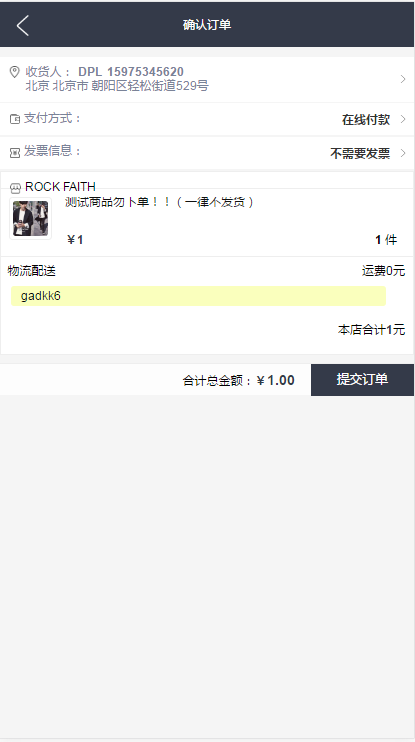 确认订单
收货人： DPL 15975345620
北京 北京市 朝阳区轻松街道529号
支付方式： 在线付款
发票信息： 不需要发票
ROCK FAITH
测试商品勿下单！！（一律不发货）
￥1 1 件
物流配送 运费0元
gadkk6
本店合计1元
合计总金额：￥1.00 提交订单